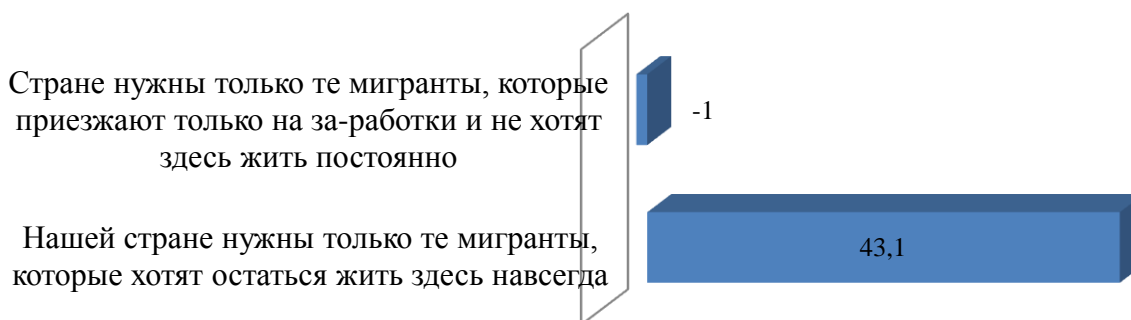 Стране нужны только те мигранты, которые
приезжают только на за-работки и не хотят
здесь жить постоянно
-1
Нашей стране нужны только те мигранты,
которые хотят остаться жить здесь навсегда
43,1